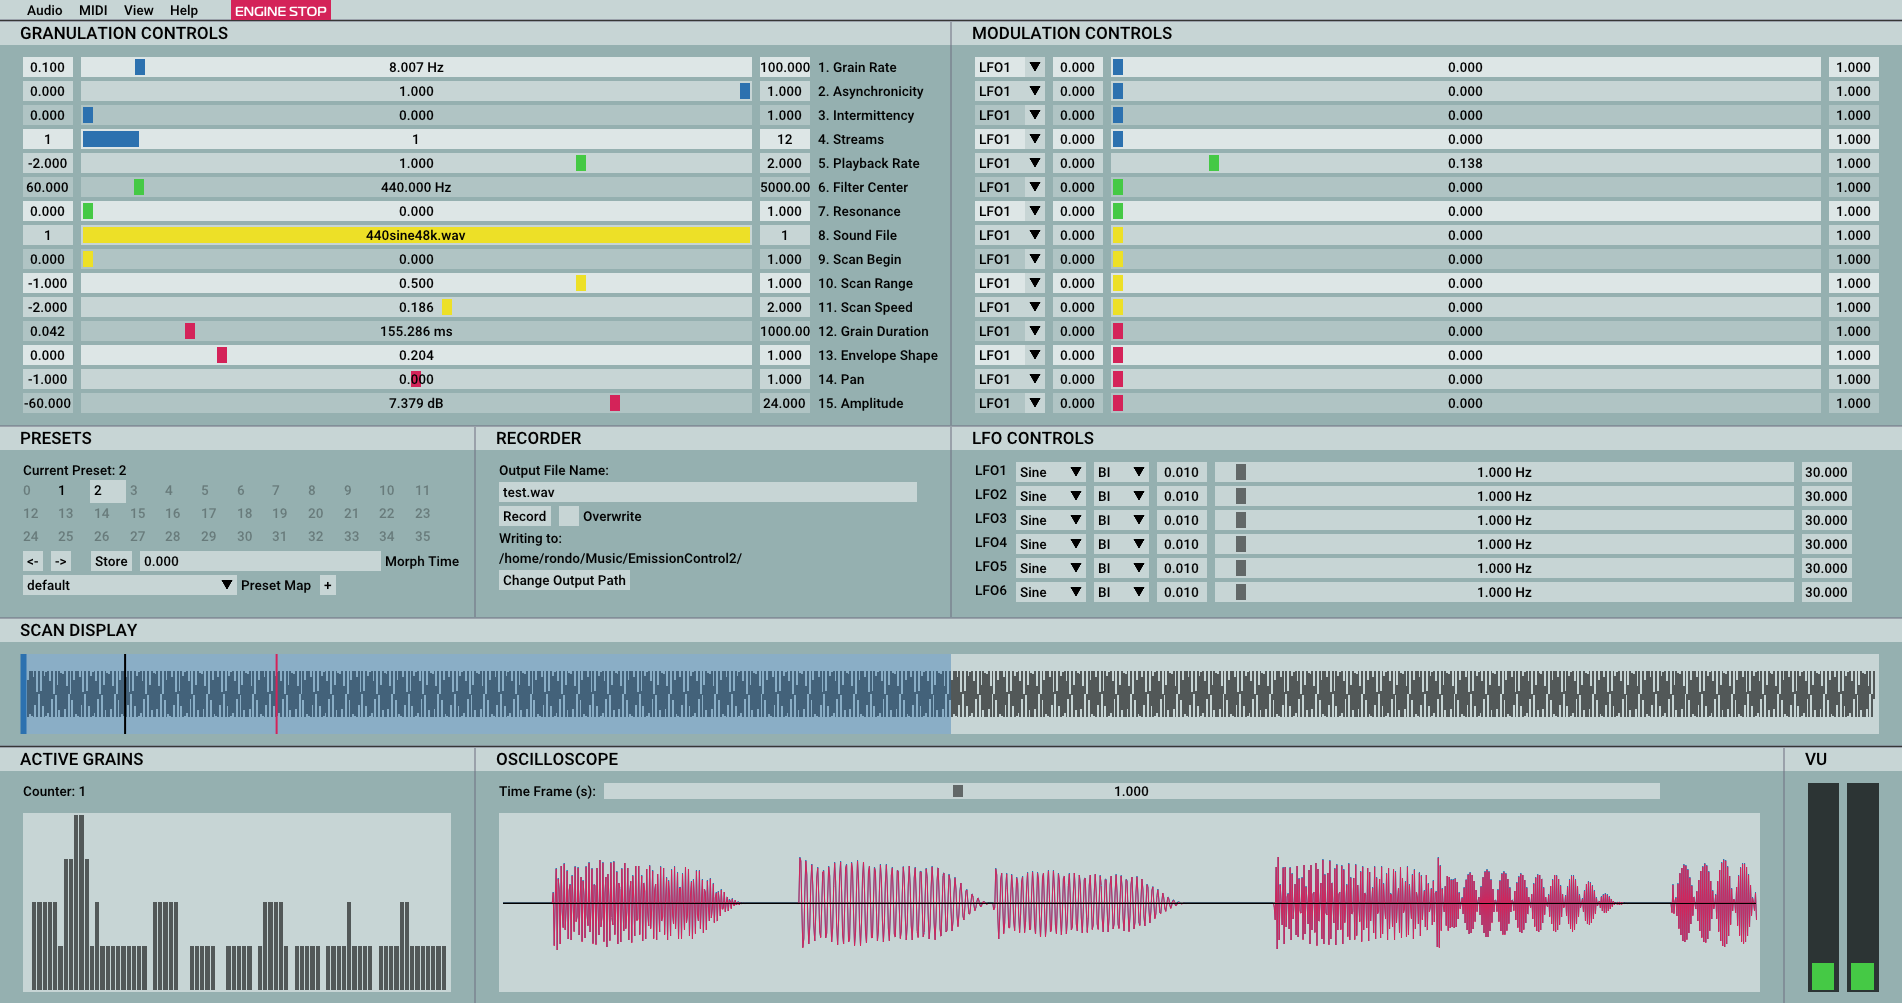 Audio MIDI View Help ENGINE STOP
GRANULATION CONTROLS
0.100 8.007 Hz 100.000 1. Grain Rate
0.000 1.000 1.000 2. Asynchronicity
0.000 0.000 1.000 3. Intermittency
1 1 12 4. Streams
-2.000 1.000 2.000 5. Playback Rate
60.000 440.000 Hz 5000.00 6. Filter Center
0.000 0.000 1.000 7. Resonance
1 440sine48k.wav 1 8. Sound File
0.000 0.000 1.000 9. Scan Begin
-1.000 0.500 1.000 10. Scan Range
-2.000 0.186 2.000 11. Scan Speed
0.042 155.286 ms 1000.00 12. Grain Duration
0.000 0.204 1.000 13. Envelope Shape
-1.000 0.000 1.000 14. Pan
-60.000 7.379 dB 24.000 15. Amplitude
MODULATION CONTROLS
LFO1 0.000 0.000 1.000
LFO1 0.000 0.000 1.000
LFO1 0.000 0.000 1.000
LFO1 0.000 0.000 1.000
LFO1 0.000 0.138 1.000
LFO1 0.000 0.000 1.000
LFO1 0.000 0.000 1.000
LFO1 0.000 0.000 1.000
LFO1 0.000 0.000 1.000
LFO1 0.000 0.000 1.000
LFO1 0.000 0.000 1.000
LFO1 0.000 0.000 1.000
LFO1 0.000 0.000 1.000
LFO1 0.000 0.000 1.000
LFO1 0.000 0.000 1.000
PRESETS
Current Preset: 2
0 1 2 3 4 5 6 7 8 9 10 11
12 13 14 15 16 17 18 19 20 21 22 23
24 25 26 27 28 29 30 31 32 33 34 35
<- -> Store 0.000 Morph Time
default Preset Map +
RECORDER
Output File Name:
test.wav
Record Overwrite
Writing to:
/home/rondo/Music/EmissionControl2/
Change Output Path
LFO CONTROLS
LFO1 Sine BI 0.010 1.000 Hz 30.000
LFO2 Sine BI 0.010 1.000 Hz 30.000
LFO3 Sine BI 0.010 1.000 Hz 30.000
LFO4 Sine BI 0.010 1.000 Hz 30.000
LFO5 Sine BI 0.010 1.000 Hz 30.000
LFO6 Sine BI 0.010 1.000 Hz 30.000
SCAN DISPLAY
ACTIVE GRAINS
Counter: 1
OSCILLOSCOPE
Time Frame (s): 1.000
VU